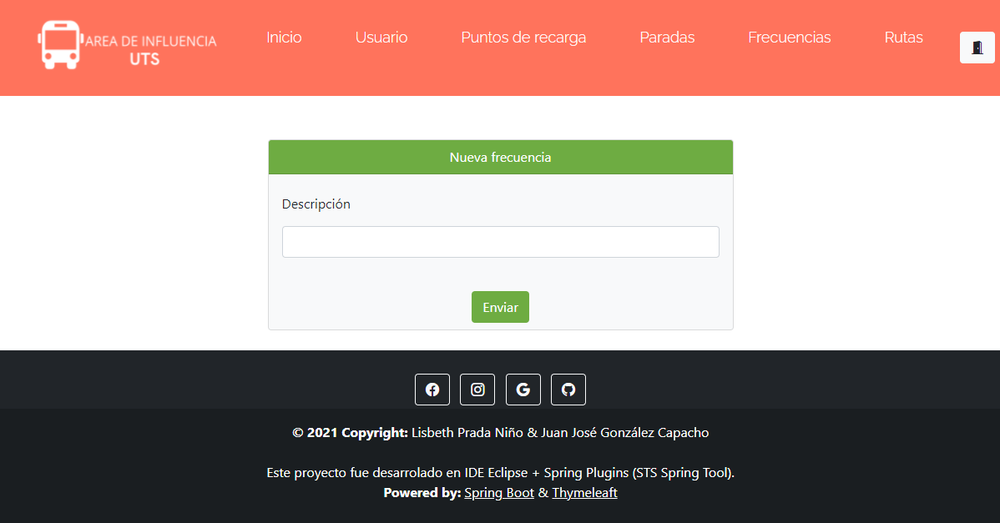 AREA DE INFLUENCIA
UTS
Inicio
Usuario
Puntos de recarga
Paradas
Frecuencias
Rutas
Nueva frecuencia
Descripción
Enviar
© 2021 Copyright: Lisbeth Prada Niño & Juan José González Capacho
Este proyecto fue desarrolado en IDE Eclipse + Spring Plugins (STS Spring Tool).
Powered by: Spring Boot & Thymeleaft